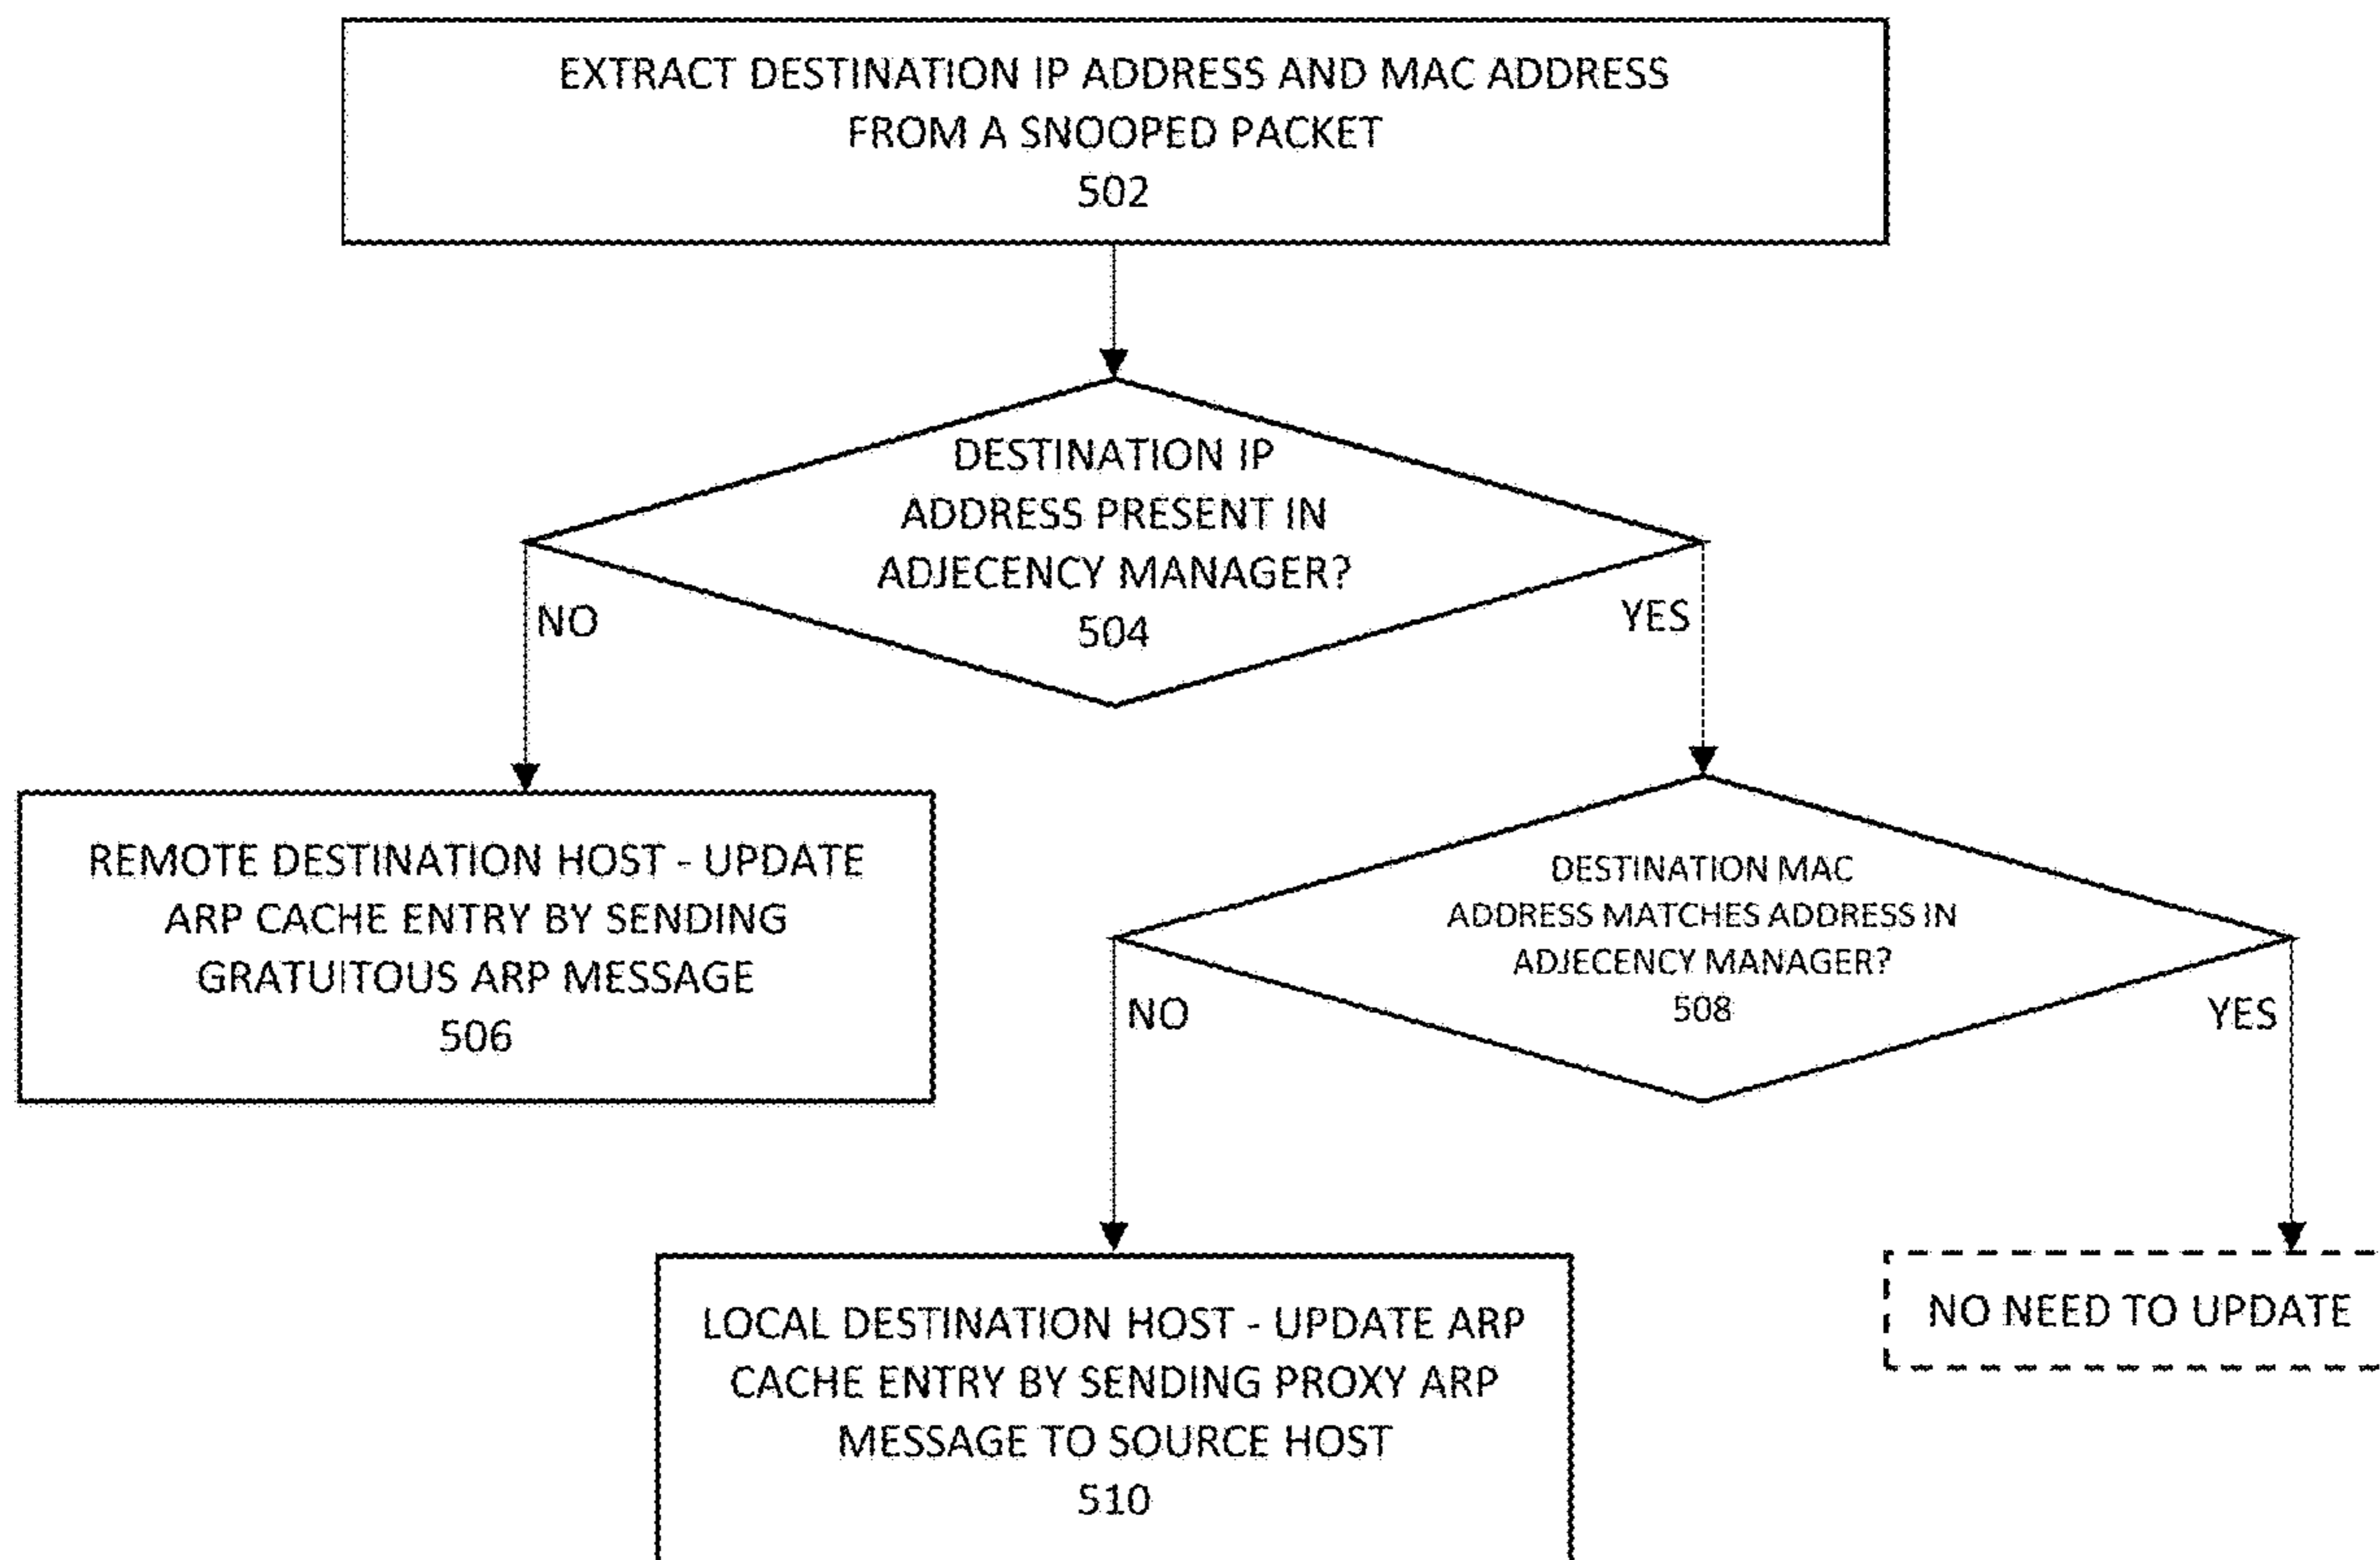 EXTRACT DESTINATION IP ADDRESS AND MAC ADDRESS
FROM A SNOOPED PACKET
502
DESTINATION IP
ADDRESS PRESENT IN
ADJECENCY MANAGER?
504
NO
YES
REMOTE DESTINATION HOST - UPDATE
ARP CACHE ENTRY BY SENDING
GRATUITOUS ARP MESSAGE
506
DESTINATION MAC
ADDRESS MATCHES ADDRESS IN
ADJECENCY MANAGER?
508
NO
YES
LOCAL DESTINATION HOST - UPDATE ARP
CACHE ENTRY BY SENDING PROXY ARP
MESSAGE TO SOURCE HOST
510
NO NEED TO UPDATE